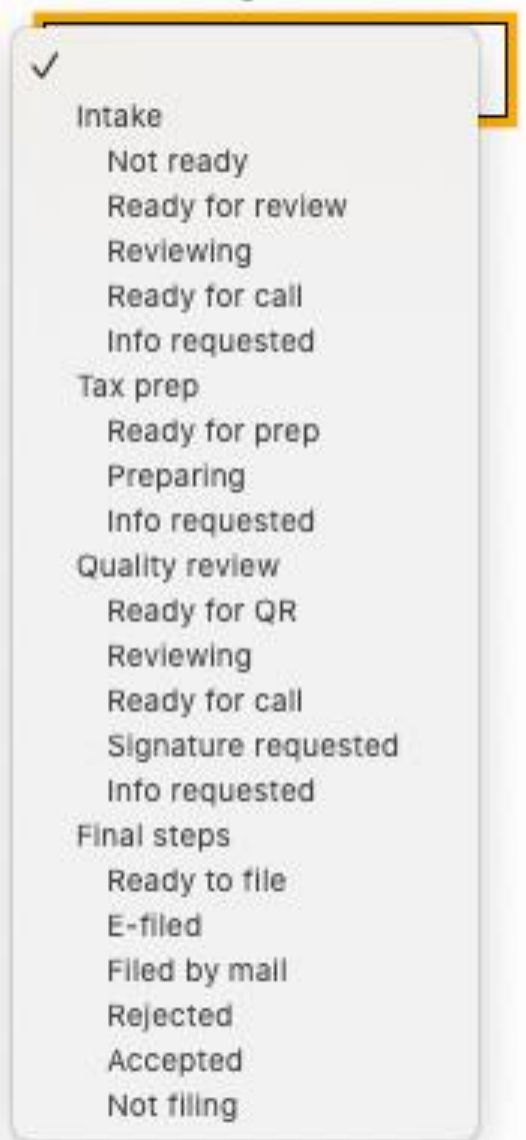 Intake
Not ready
Ready for review
Reviewing
Ready for call
Info requested
Tax prep
Ready for prep
Preparing
Info requested
Quality review
Ready for QR
Reviewing
Ready for call
Signature requested
Info requested
Final steps
Ready to file
E-filed
Filed by mail
Rejected
Accepted
Not filing